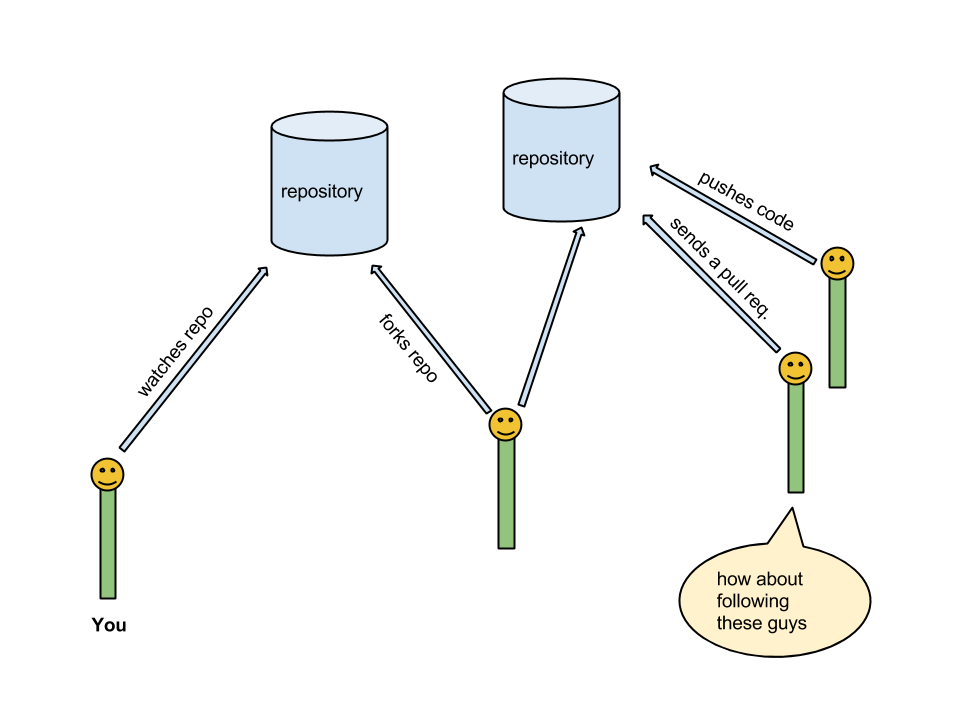 repository
repository
pushes code
sends a pull req.
watches repo
forks repo
You
how about
following
these guys